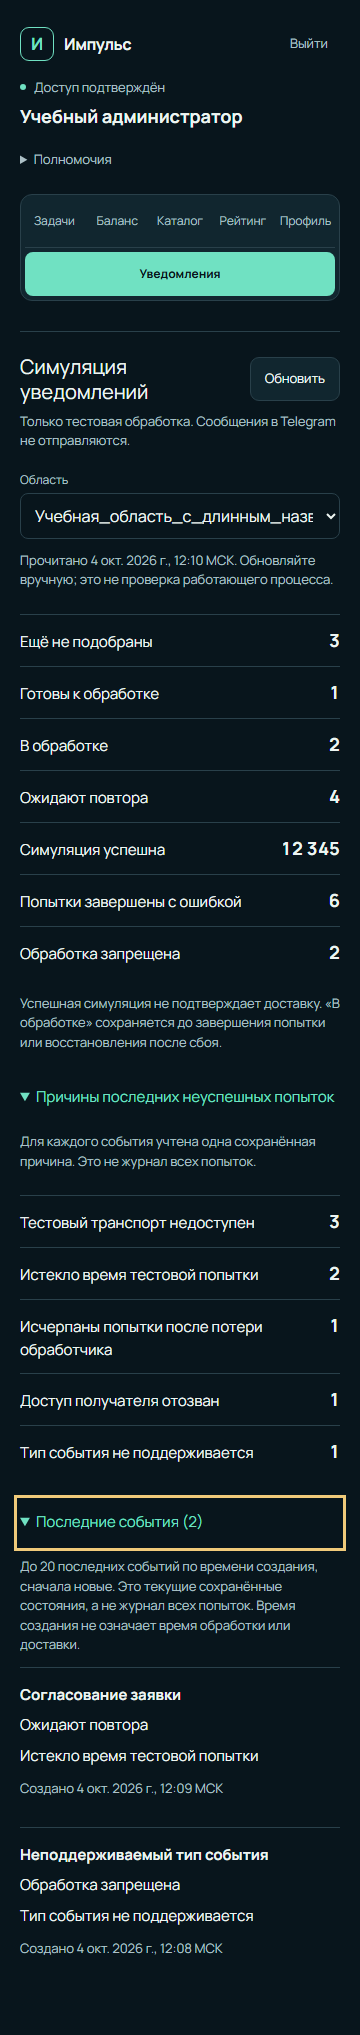 И Импульс Выйти
Доступ подтверждён
Учебный администратор
Полномочия
Задачи Баланс Каталог Рейтинг Профиль
Уведомления
Симуляция
уведомлений
Обновить
Только тестовая обработка. Сообщения в Telegram
не отправляются.
Область
Учебная_область_с_длинным_назв
Прочитано 4 окт. 2026 г., 12:10 МСК. Обновляйте
вручную; это не проверка работающего процесса.
Ещё не подобраны 3
Готовы к обработке 1
В обработке 2
Ожидают повтора 4
Симуляция успешна 12 345
Попытки завершены с ошибкой 6
Обработка запрещена 2
Успешная симуляция не подтверждает доставку. «В
обработке» сохраняется до завершения попытки
или восстановления после сбоя.
Причины последних неуспешных попыток
Для каждого события учтена одна сохранённая
причина. Это не журнал всех попыток.
Тестовый транспорт недоступен 3
Истекло время тестовой попытки 2
Исчерпаны попытки после потери 1
обработчика
Доступ получателя отозван 1
Тип события не поддерживается 1
Последние события (2)
До 20 последних событий по времени создания,
сначала новые. Это текущие сохранённые
состояния, а не журнал всех попыток. Время
создания не означает время обработки или
доставки.
Согласование заявки
Ожидают повтора
Истекло время тестовой попытки
Создано 4 окт. 2026 г., 12:09 МСК
Неподдерживаемый тип события
Обработка запрещена
Тип события не поддерживается
Создано 4 окт. 2026 г., 12:08 МСК